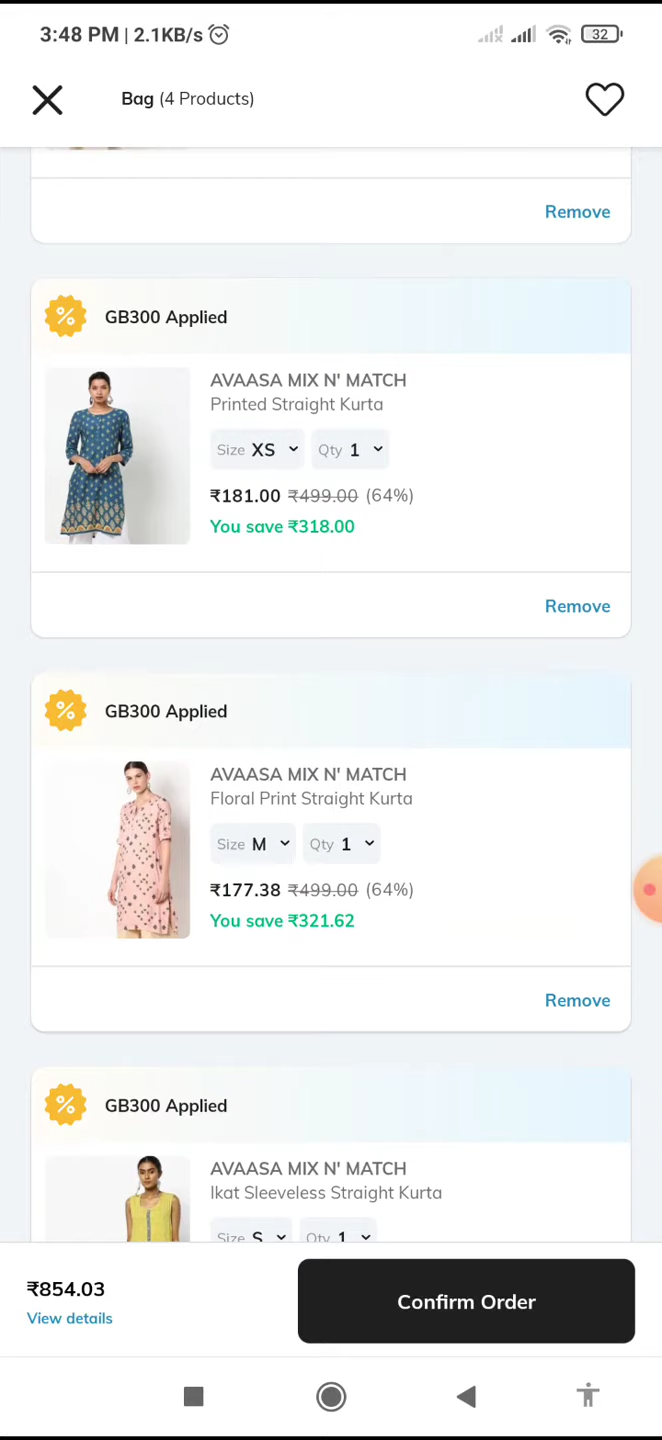 3:48 PM | 2.1KB/s
32
Bag (4 Products)
Remove
GB300 Applied
AVAASA MIX N' MATCH
Printed Straight Kurta
Size XS Qty 1
₹181.00 ₹499.00 (64%)
You save ₹318.00
Remove
GB300 Applied
AVAASA MIX N' MATCH
Floral Print Straight Kurta
Size M Qty 1
₹177.38 ₹499.00 (64%)
You save ₹321.62
Remove
GB300 Applied
AVAASA MIX N' MATCH
Ikat Sleeveless Straight Kurta
Size S Qty 1
₹854.03
View details
Confirm Order